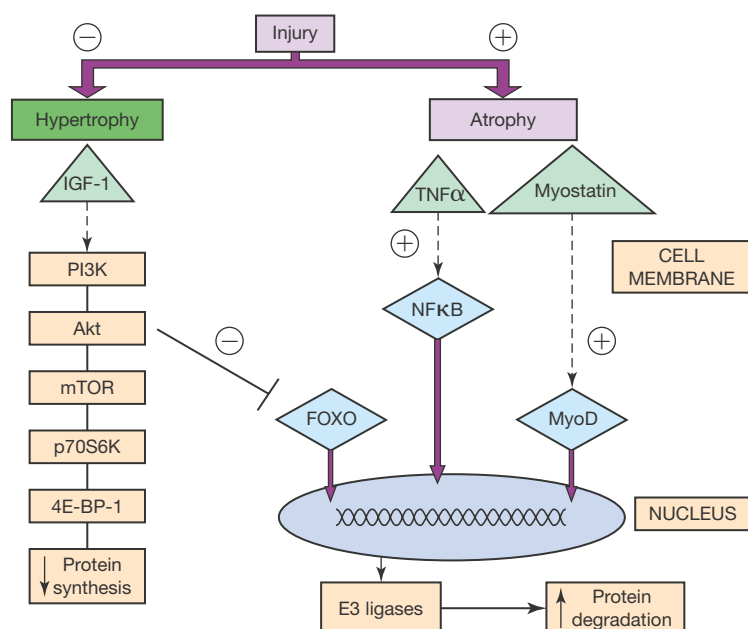 Injury
−
+
Hypertrophy
Atrophy
IGF-1
TNFα
Myostatin
PI3K
+
CELL
MEMBRANE
NFκB
Akt
−
+
mTOR
FOXO
MyoD
p70S6K
4E-BP-1
NUCLEUS
↓ Protein
synthesis
E3 ligases
↑ Protein
degradation